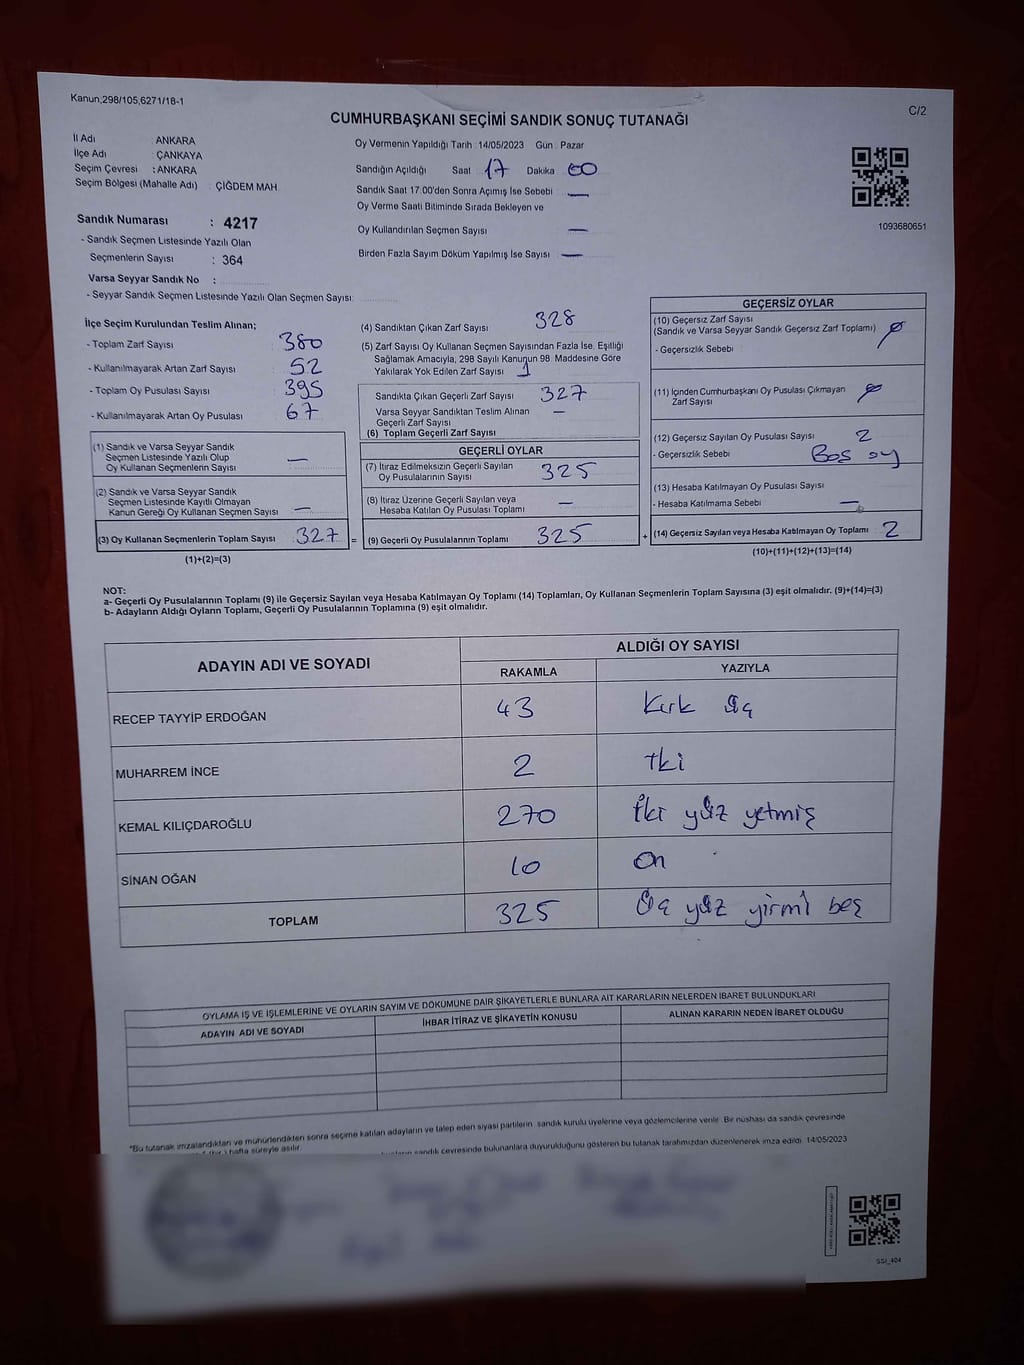 Kanun,298/105,6271/18-1
C/2
CUMHURBAŞKANI SEÇİMİ SANDIK SONUÇ TUTANAĞI
İl Adı : ANKARA
İlçe Adı : ÇANKAYA
Seçim Çevresi : ANKARA
Seçim Bölgesi (Mahalle Adı) : ÇİĞDEM MAH
Oy Vermenin Yapıldığı Tarih : 14/05/2023 Gün : Pazar
Sandığın Açıldığı Saat 17 Dakika 00
Sandık Saat 17.00'den Sonra Açımış İse Sebebi —
Oy Verme Saati Bitiminde Sırada Bekleyen ve
Oy Kullandırılan Seçmen Sayısı —
Birden Fazla Sayım Döküm Yapılmış İse Sayısı —
1093680651
Sandık Numarası : 4217
- Sandık Seçmen Listesinde Yazılı Olan
Seçmenlerin Sayısı : 364
Varsa Seyyar Sandık No :
- Seyyar Sandık Seçmen Listesinde Yazılı Olan Seçmen Sayısı:
İlçe Seçim Kurulundan Teslim Alınan;
- Toplam Zarf Sayısı 380
- Kullanılmayarak Artan Zarf Sayısı 52
- Toplam Oy Pusulası Sayısı 395
- Kullanılmayarak Artan Oy Pusulası 67
(1) Sandık ve Varsa Seyyar Sandık
Seçmen Listesinde Yazılı Olup
Oy Kullanan Seçmenlerin Sayısı —
(2) Sandık ve Varsa Seyyar Sandık
Seçmen Listesinde Kayıtlı Olmayan
Kanun Gereği Oy Kullanan Seçmen Sayısı —
(3) Oy Kullanan Seçmenlerin Toplam Sayısı 327 =
(1)+(2)=(3)
(4) Sandıktan Çıkan Zarf Sayısı 328
(5) Zarf Sayısı Oy Kullanan Seçmen Sayısından Fazla İse, Eşitliği
Sağlamak Amacıyla, 298 Sayılı Kanunun 98. Maddesine Göre
Yakılarak Yok Edilen Zarf Sayısı 1
Sandıkta Çıkan Geçerli Zarf Sayısı 327
Varsa Seyyar Sandıktan Teslim Alınan
Geçerli Zarf Sayısı —
(6) Toplam Geçerli Zarf Sayısı
GEÇERLİ OYLAR
(7) İtiraz Edilmeksizin Geçerli Sayılan
Oy Pusulalarının Sayısı 325
(8) İtiraz Üzerine Geçerli Sayılan veya
Hesaba Katılan Oy Pusulası Toplamı —
(9) Geçerli Oy Pusulalarının Toplamı 325 +
GEÇERSİZ OYLAR
(10) Geçersiz Zarf Sayısı
(Sandık ve Varsa Seyyar Sandık Geçersiz Zarf Toplamı) ø
- Geçersizlik Sebebi
(11) İçinden Cumhurbaşkanı Oy Pusulası Çıkmayan
Zarf Sayısı ø
(12) Geçersiz Sayılan Oy Pusulası Sayısı 2
- Geçersizlik Sebebi Boş oy
(13) Hesaba Katılmayan Oy Pusulası Sayısı
- Hesaba Katılmama Sebebi —
(14) Geçersiz Sayılan veya Hesaba Katılmayan Oy Toplamı 2
(10)+(11)+(12)+(13)=(14)
NOT:
a- Geçerli Oy Pusulalarının Toplamı (9) ile Geçersiz Sayılan veya Hesaba Katılmayan Oy Toplamı (14) Toplamları, Oy Kullanan Seçmenlerin Toplam Sayısına (3) eşit olmalıdır. (9)+(14)=(3)
b- Adayların Aldığı Oyların Toplamı, Geçerli Oy Pusulalarının Toplamına (9) eşit olmalıdır.
ADAYIN ADI VE SOYADI
ALDIĞI OY SAYISI
RAKAMLA YAZIYLA
RECEP TAYYİP ERDOĞAN 43 Kırk üç
MUHARREM İNCE 2 İki
KEMAL KILIÇDAROĞLU 270 İki yüz yetmiş
SİNAN OĞAN 10 On
TOPLAM 325 Üç yüz yirmi beş
OYLAMA İŞ VE İŞLEMLERİNE VE OYLARIN SAYIM VE DÖKÜMÜNE DAİR ŞİKAYETLERLE BUNLARA AİT KARARLARIN NELERDEN İBARET BULUNDUKLARI
ADAYIN ADI VE SOYADI İHBAR İTİRAZ VE ŞİKAYETİN KONUSU ALINAN KARARIN NEDEN İBARET OLDUĞU
*Bu tutanak imzalandıktan ve mühürlendikten sonra seçime katılan adayların ve talep eden siyasi partilerin sandık kurulu üyelerine veya gözlemcilerine verilir. Bir nüshası da sandık çevresinde
hafta süreyle asılır.
sandık çevresinde bulunanlara duyurulduğunu gösteren bu tutanak tarafımızdan düzenlenerek imza edildi. 14/05/2023
SSI_404